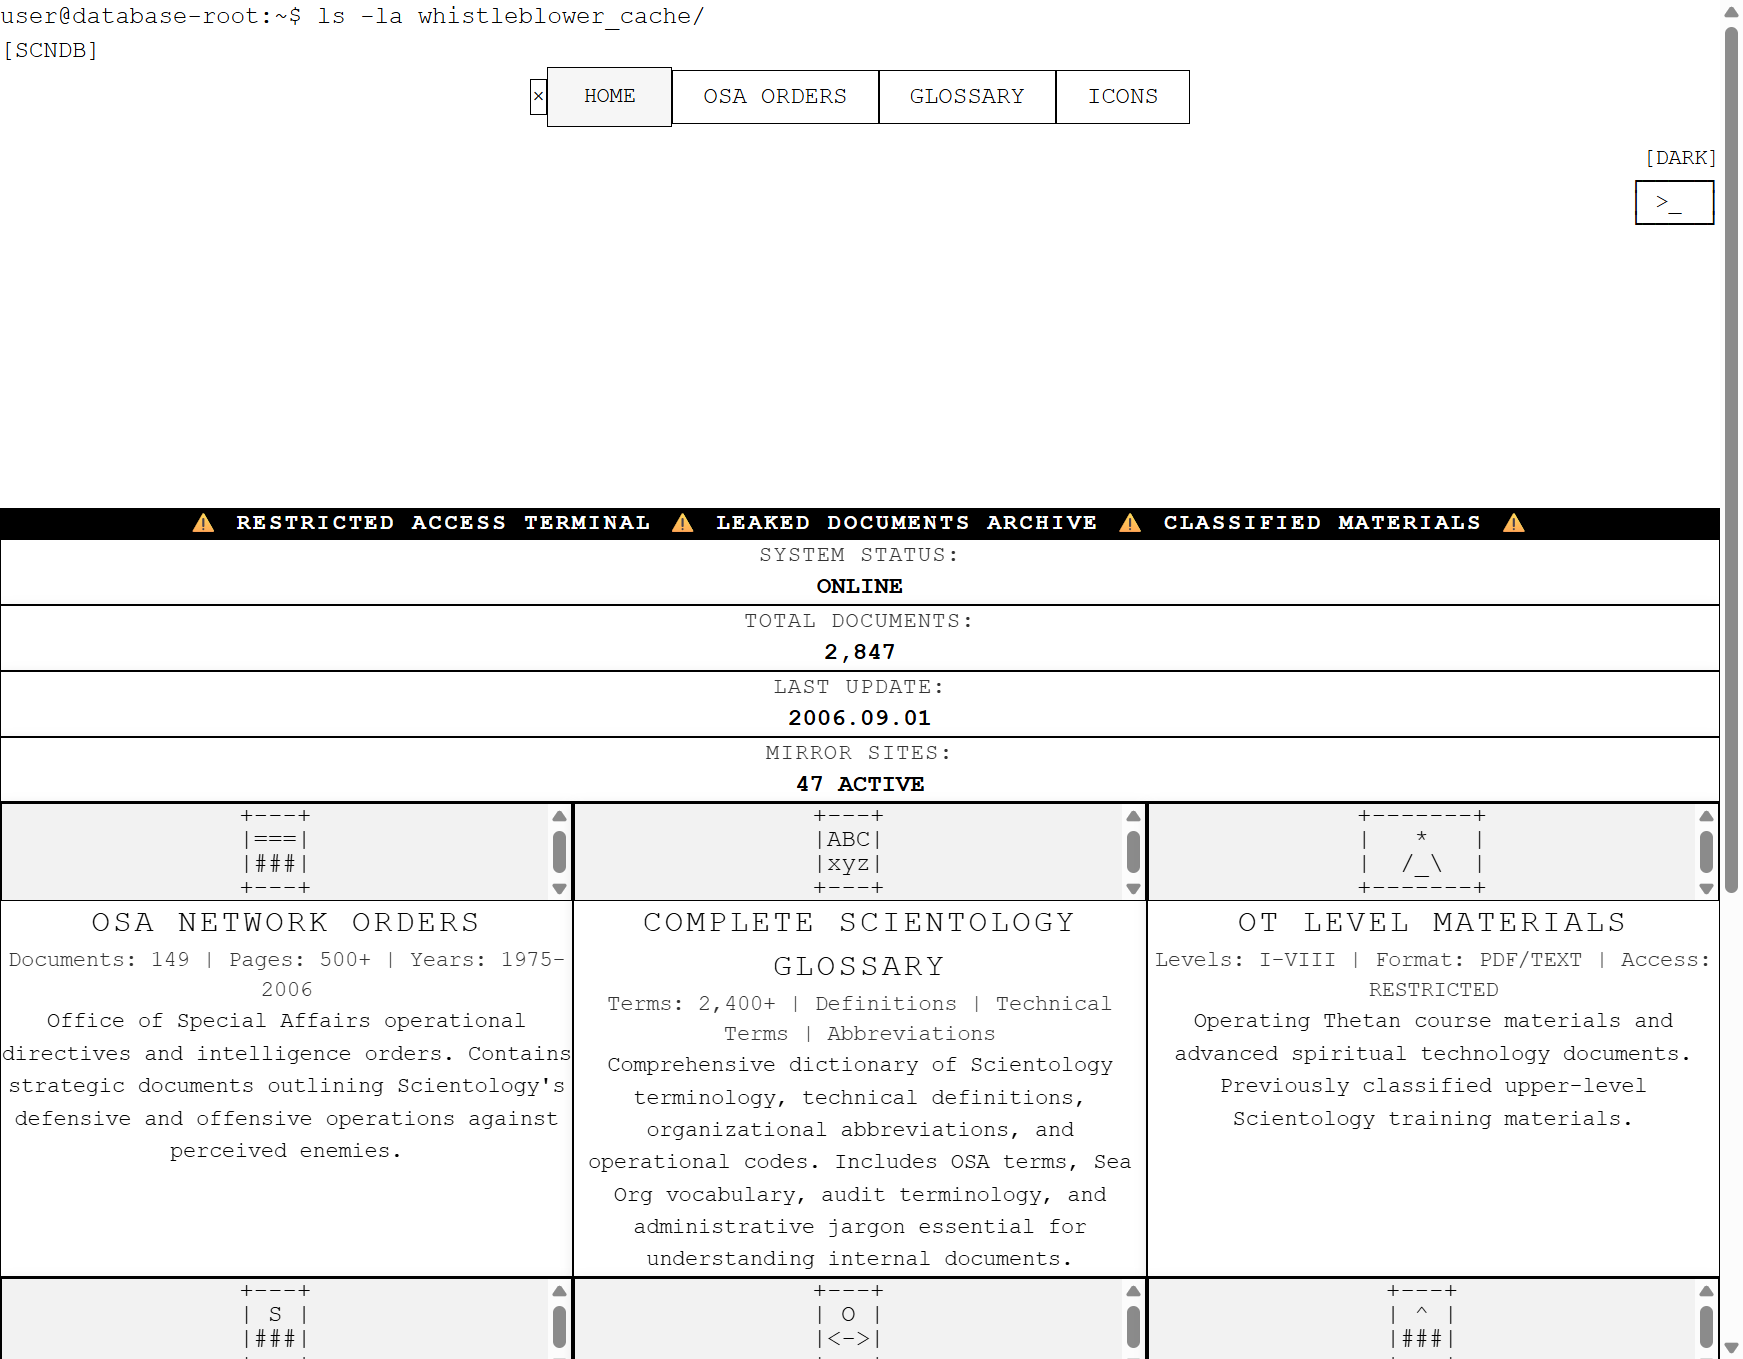 user@database-root:~$ ls -la whistleblower_cache/
[SCNDB]
× HOME OSA ORDERS GLOSSARY ICONS
[DARK]
>_
⚠ RESTRICTED ACCESS TERMINAL ⚠ LEAKED DOCUMENTS ARCHIVE ⚠ CLASSIFIED MATERIALS ⚠
SYSTEM STATUS:
ONLINE
TOTAL DOCUMENTS:
2,847
LAST UPDATE:
2006.09.01
MIRROR SITES:
47 ACTIVE
+---+
|===|
|###|
+---+
OSA NETWORK ORDERS
Documents: 149 | Pages: 500+ | Years: 1975-
2006
Office of Special Affairs operational
directives and intelligence orders. Contains
strategic documents outlining Scientology's
defensive and offensive operations against
perceived enemies.
+---+
|ABC|
|xyz|
+---+
COMPLETE SCIENTOLOGY
GLOSSARY
Terms: 2,400+ | Definitions | Technical
Terms | Abbreviations
Comprehensive dictionary of Scientology
terminology, technical definitions,
organizational abbreviations, and
operational codes. Includes OSA terms, Sea
Org vocabulary, audit terminology, and
administrative jargon essential for
understanding internal documents.
+-------+
|   *   |
|  /_\  |
+-------+
OT LEVEL MATERIALS
Levels: I-VIII | Format: PDF/TEXT | Access:
RESTRICTED
Operating Thetan course materials and
advanced spiritual technology documents.
Previously classified upper-level
Scientology training materials.
+---+
| S |
|###|
+---+
| O |
|<->|
+---+
| ^ |
|###|